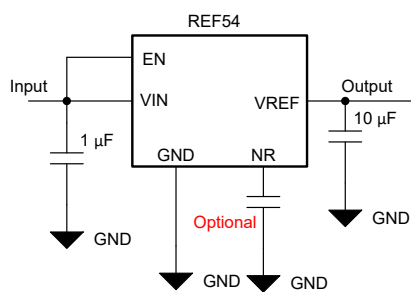 REF54
EN
Input
VIN
VREF
Output
1 µF
10 µF
GND
NR
Optional
GND
GND
GND
GND